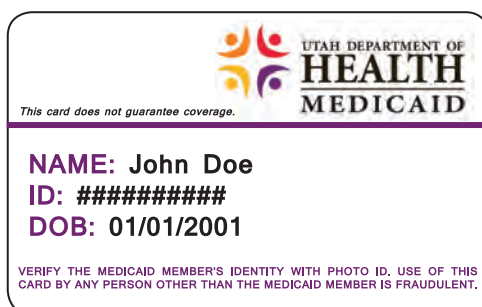 UTAH DEPARTMENT OF
HEALTH
MEDICAID
This card does not guarantee coverage.
NAME: John Doe
ID: ##########
DOB: 01/01/2001
VERIFY THE MEDICAID MEMBER'S IDENTITY WITH PHOTO ID. USE OF THIS
CARD BY ANY PERSON OTHER THAN THE MEDICAID MEMBER IS FRAUDULENT.